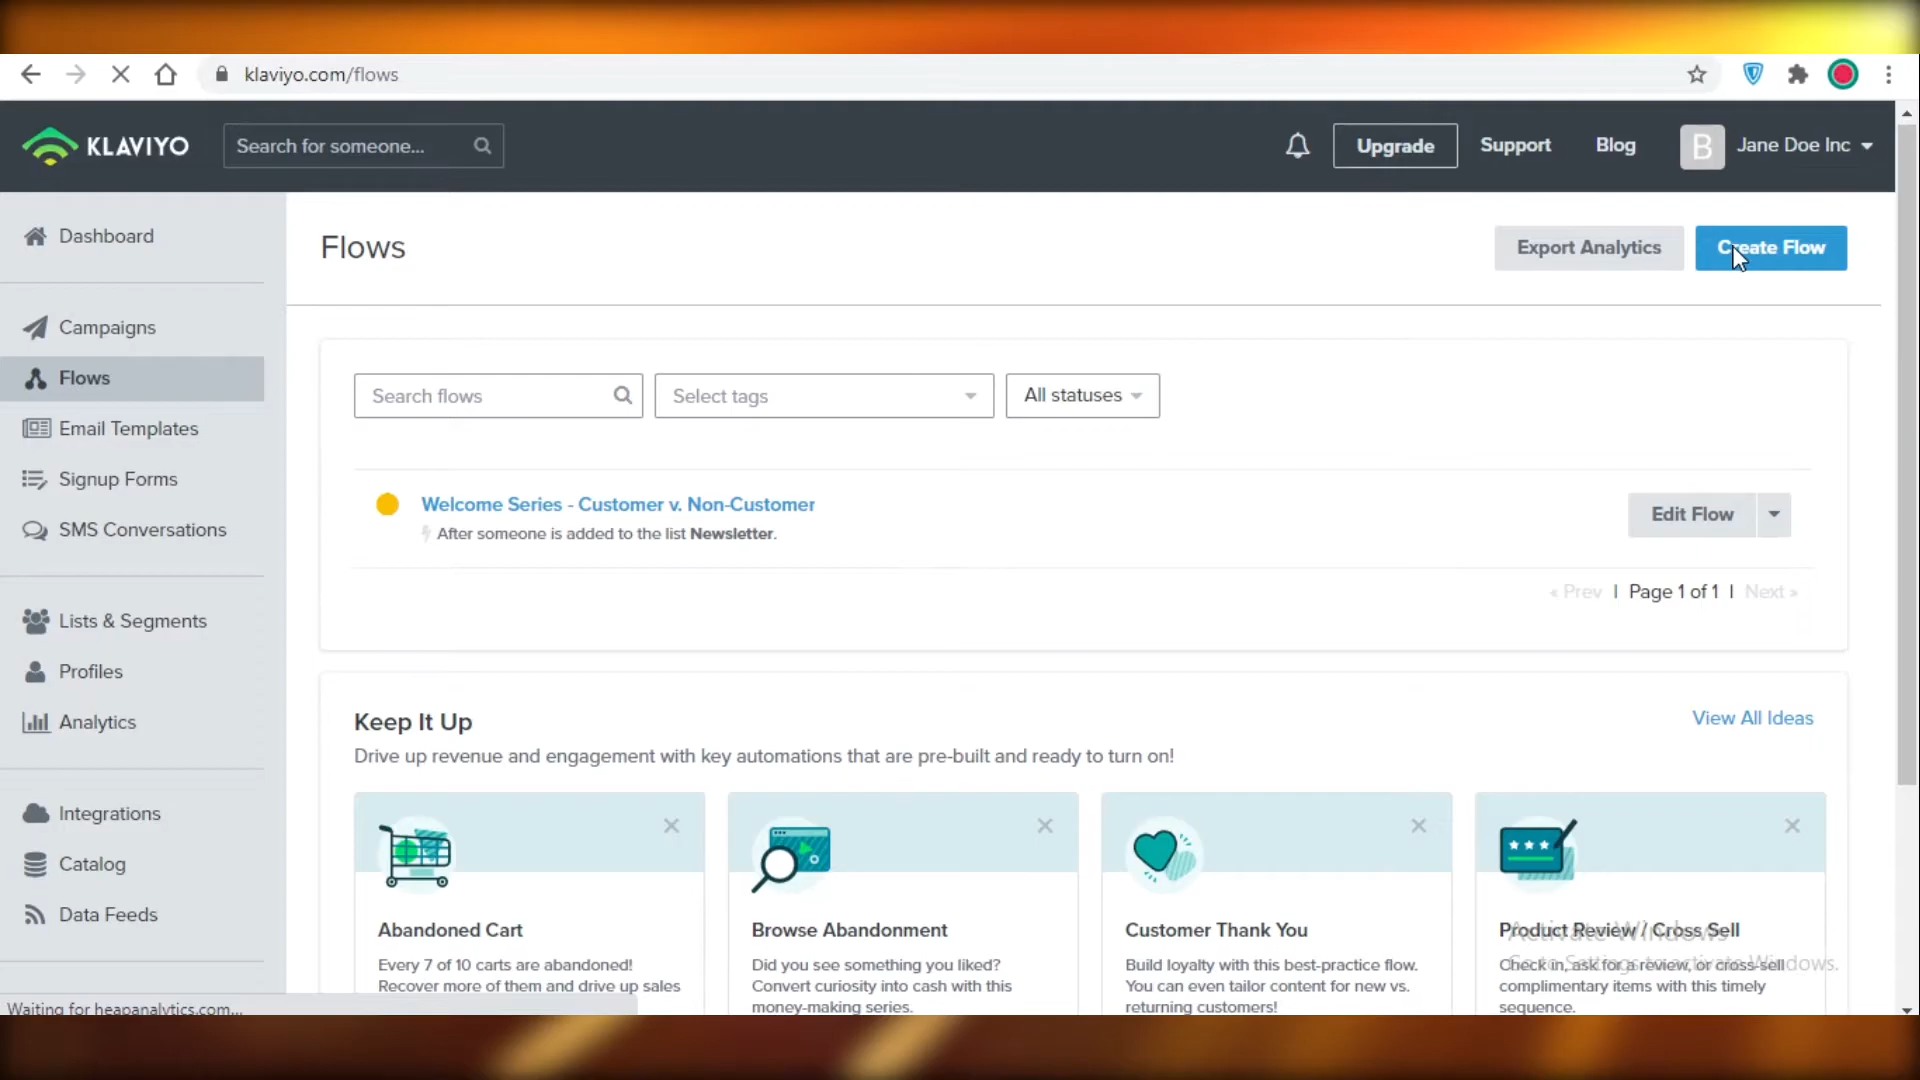 klaviyo.com/flows
KLAVIYO
Search for someone...
Upgrade
Support
Blog
B
Jane Doe Inc
Dashboard
Campaigns
Flows
Email Templates
Signup Forms
SMS Conversations
Lists & Segments
Profiles
Analytics
Integrations
Catalog
Data Feeds
Flows
Export Analytics
Create Flow
Search flows
Select tags
All statuses
Welcome Series - Customer v. Non-Customer
After someone is added to the list Newsletter.
Edit Flow
« Prev | Page 1 of 1 | Next »
Keep It Up
View All Ideas
Drive up revenue and engagement with key automations that are pre-built and ready to turn on!
Abandoned Cart
Every 7 of 10 carts are abandoned!
Recover more of them and drive up sales
Browse Abandonment
Did you see something you liked?
Convert curiosity into cash with this
money-making series.
Customer Thank You
Build loyalty with this best-practice flow.
You can even tailor content for new vs.
returning customers!
Product Review / Cross Sell
Check in, ask for a review, or cross-sell
complimentary items with this timely
sequence.
Activate Windows
Go to Settings to activate Windows.
Waiting for heapanalytics.com...